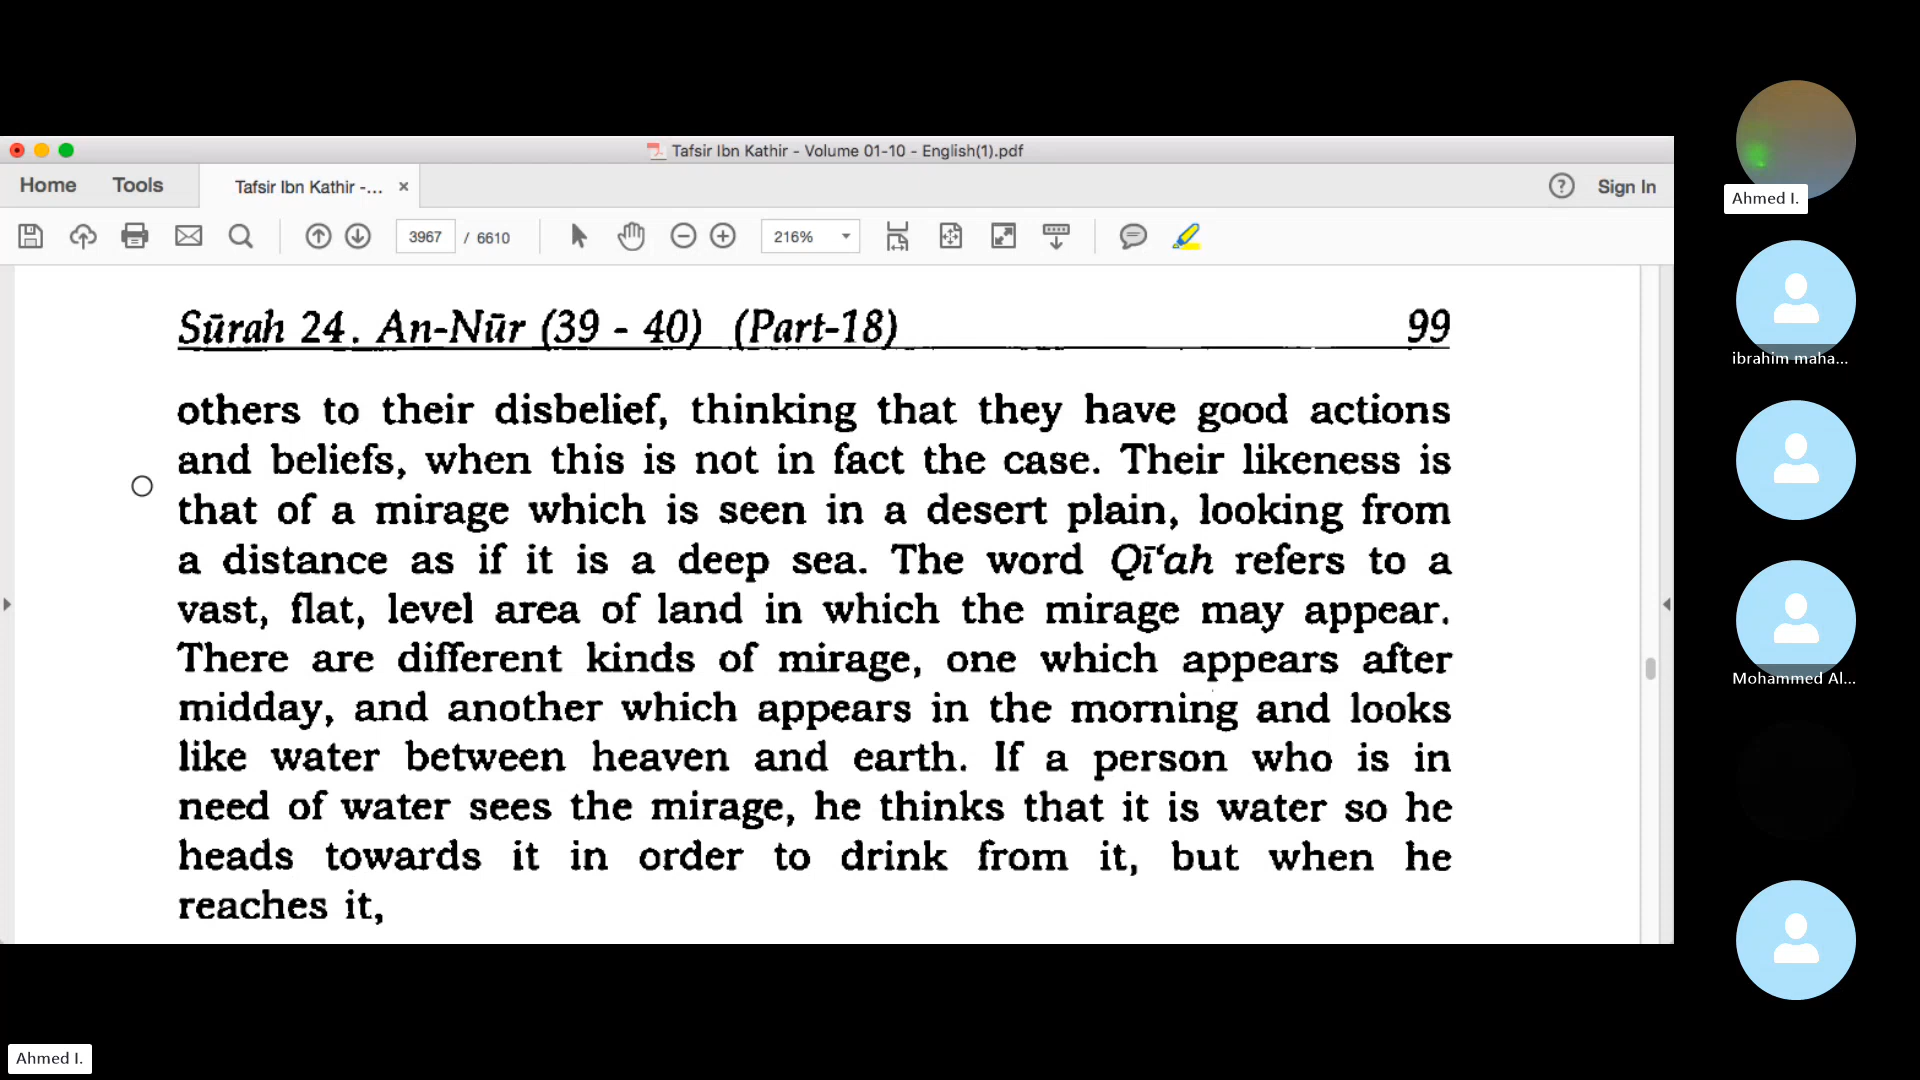 Tafsir Ibn Kathir - Volume 01-10 - English(1).pdf
Home
Tools
Tafsir Ibn Kathir -...
×
?
Sign In
3967
/ 6610
216%
Sūrah 24. An-Nūr (39 - 40) (Part-18) 99
others to their disbelief, thinking that they have good actions
and beliefs, when this is not in fact the case. Their likeness is
that of a mirage which is seen in a desert plain, looking from
a distance as if it is a deep sea. The word Qī‘ah refers to a
vast, flat, level area of land in which the mirage may appear.
There are different kinds of mirage, one which appears after
midday, and another which appears in the morning and looks
like water between heaven and earth. If a person who is in
need of water sees the mirage, he thinks that it is water so he
heads towards it in order to drink from it, but when he
reaches it,
Ahmed I.
ibrahim maha...
Mohammed Al...
Ahmed I.